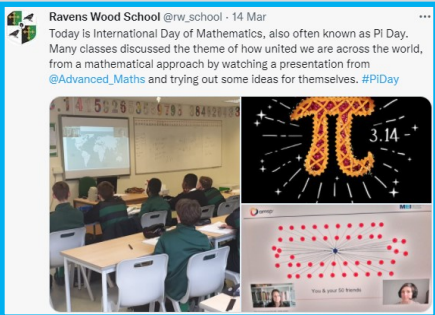 Ravens Wood School @rw_school · 14 Mar
Today is International Day of Mathematics, also often known as Pi Day.
Many classes discussed the theme of how united we are across the world,
from a mathematical approach by watching a presentation from
@Advanced_Maths and trying out some ideas for themselves. #PiDay
3.14
You & your 52 friends